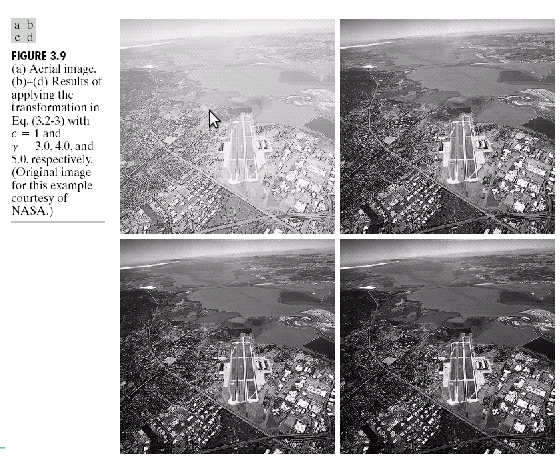 a b
c d
FIGURE 3.9
(a) Aerial image.
(b)–(d) Results of
applying the
transformation in
Eq. (3.2-3) with
c = 1 and
γ = 3.0, 4.0, and
5.0, respectively.
(Original image
for this example
courtesy of
NASA.)